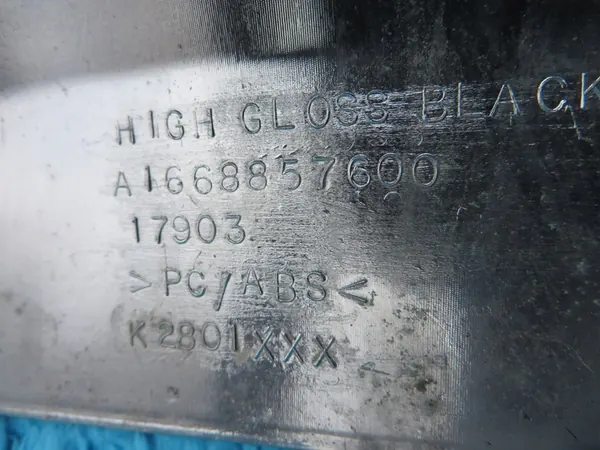 HIGH GLOSS BLACK
A1668857600
17903
>PC/ABS<
K2801XXX